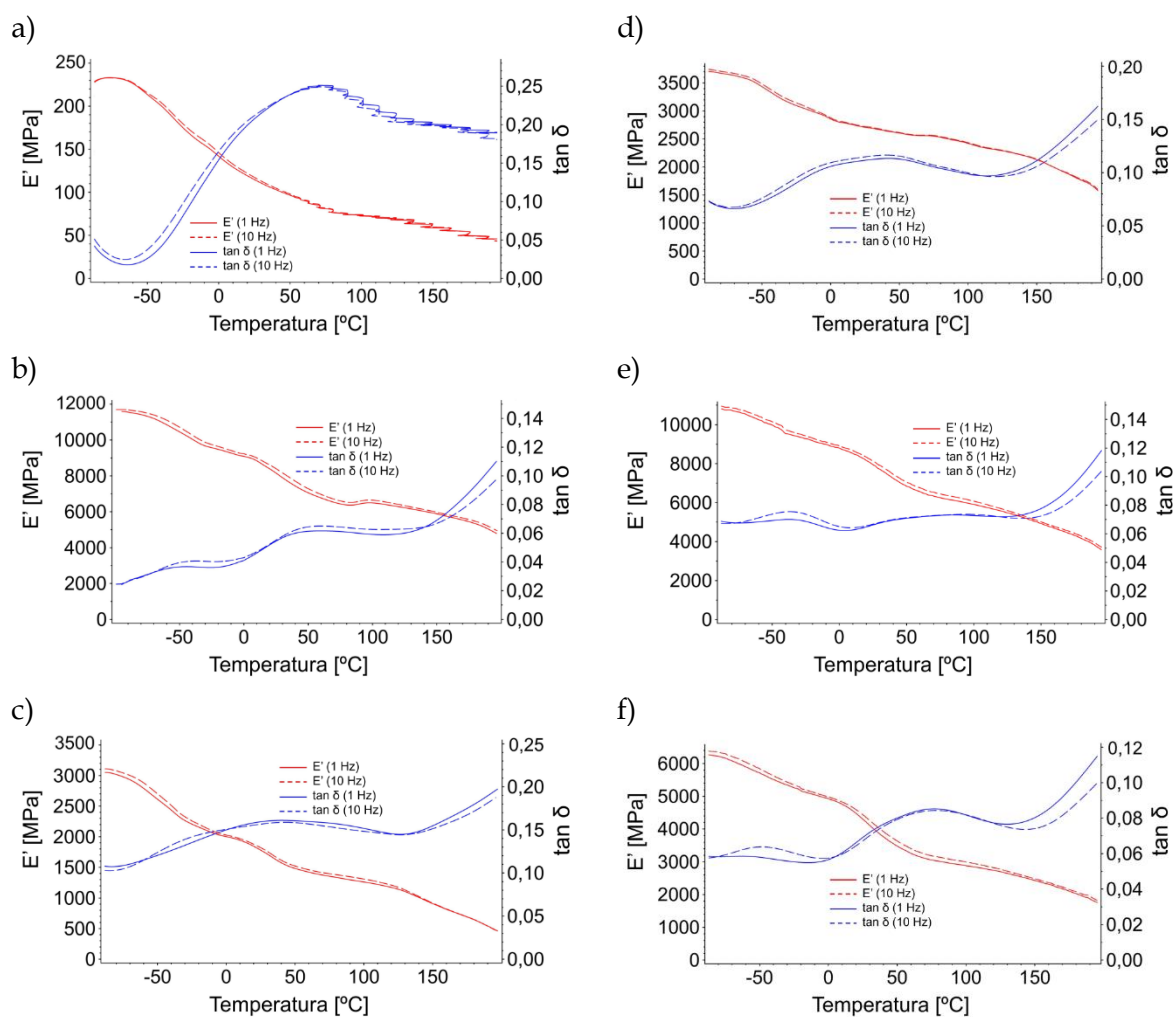 a)
250
200
150
100
50
0
E’ [MPa]
0,25
0,20
0,15
0,10
0,05
0,00
tan δ
E’ (1 Hz)
E’ (10 Hz)
tan δ (1 Hz)
tan δ (10 Hz)
-50 0 50 100 150
Temperatura [ºC]
d)
3500
3000
2500
2000
1500
1000
500
0
E’ [MPa]
0,20
0,15
0,10
0,05
0,00
tan δ
E’ (1 Hz)
E’ (10 Hz)
tan δ (1 Hz)
tan δ (10 Hz)
-50 0 50 100 150
Temperatura [ºC]
b)
12000
10000
8000
6000
4000
2000
0
E’ [MPa]
0,14
0,12
0,10
0,08
0,06
0,04
0,02
0,00
tan δ
E’ (1 Hz)
E’ (10 Hz)
tan δ (1 Hz)
tan δ (10 Hz)
-50 0 50 100 150
Temperatura [ºC]
e)
10000
8000
6000
4000
2000
0
E’ [MPa]
0,14
0,12
0,10
0,08
0,06
0,04
0,02
0,00
tan δ
E’ (1 Hz)
E’ (10 Hz)
tan δ (1 Hz)
tan δ (10 Hz)
-50 0 50 100 150
Temperatura [ºC]
c)
3500
3000
2500
2000
1500
1000
500
0
E’ [MPa]
0,25
0,20
0,15
0,10
0,05
0,00
tan δ
E’ (1 Hz)
E’ (10 Hz)
tan δ (1 Hz)
tan δ (10 Hz)
-50 0 50 100 150
Temperatura [ºC]
f)
6000
5000
4000
3000
2000
1000
0
E’ [MPa]
0,12
0,10
0,08
0,06
0,04
0,02
0,00
tan δ
E’ (1 Hz)
E’ (10 Hz)
tan δ (1 Hz)
tan δ (10 Hz)
-50 0 50 100 150
Temperatura [ºC]